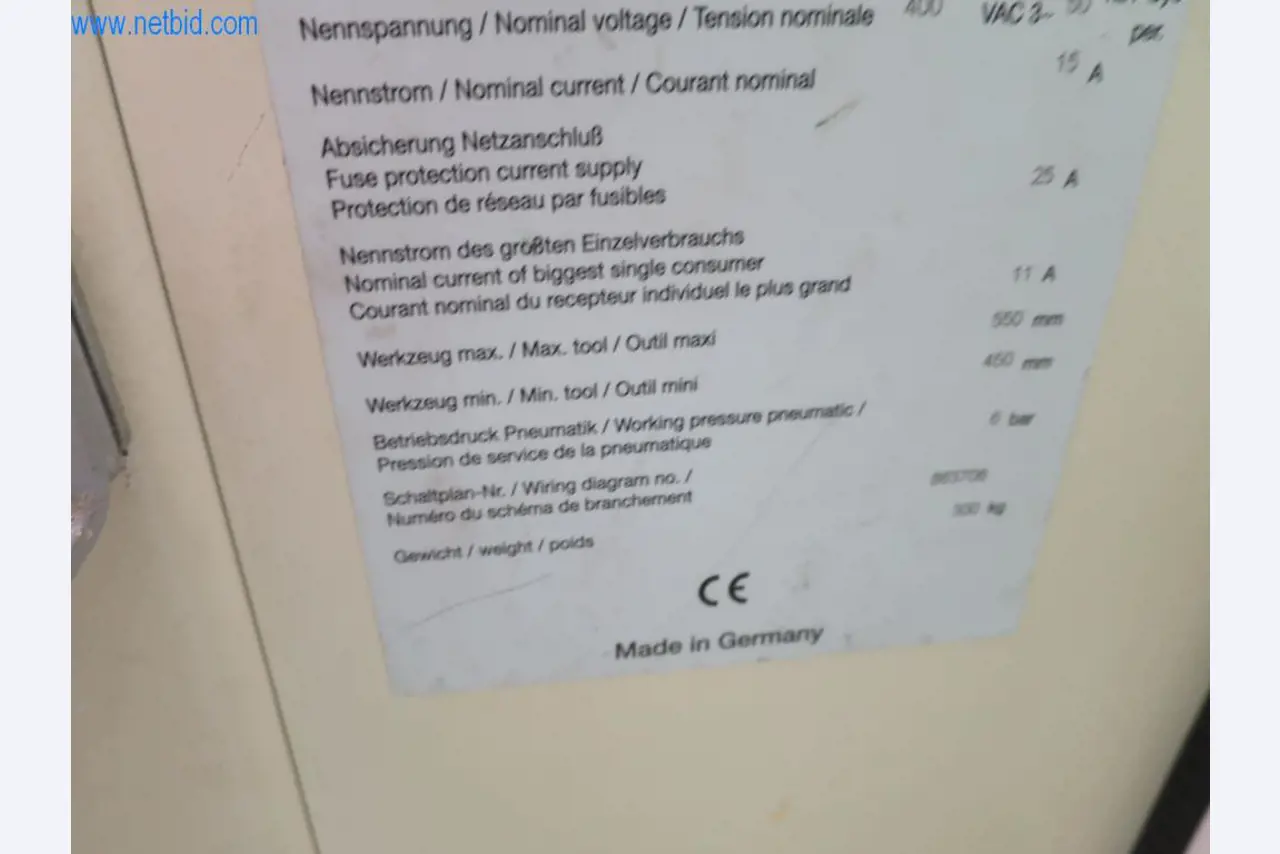 www.netbid.com
Nennspannung / Nominal voltage / Tension nominale 400 VAC 3~ 50
per.
Nennstrom / Nominal current / Courant nominal 15 A
Absicherung Netzanschluß
Fuse protection current supply 25 A
Protection de réseau par fusibles
Nennstrom des größten Einzelverbrauchs
Nominal current of biggest single consumer 11 A
Courant nominal du recepteur individuel le plus grand
Werkzeug max. / Max. tool / Outil maxi 550 mm
Werkzeug min. / Min. tool / Outil mini 450 mm
Betriebsdruck Pneumatik / Working pressure pneumatic / 6 bar
Pression de service de la pneumatique
Schaltplan-Nr. / Wiring diagram no. /
Numéro du schéma de branchement
Gewicht / weight / poids kg
CE
Made in Germany